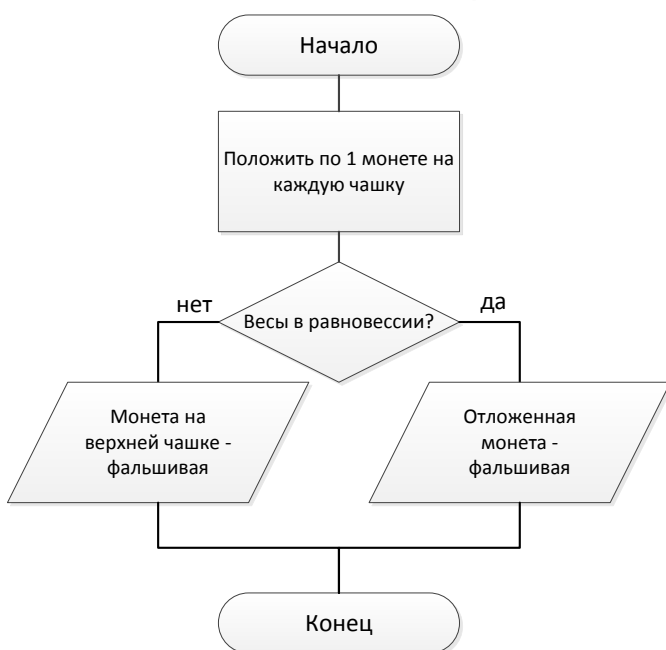 Начало
Положить по 1 монете на
каждую чашку
нет
да
Весы в равновессии?
Монета на
верхней чашке -
фальшивая
Отложенная
монета -
фальшивая
Конец